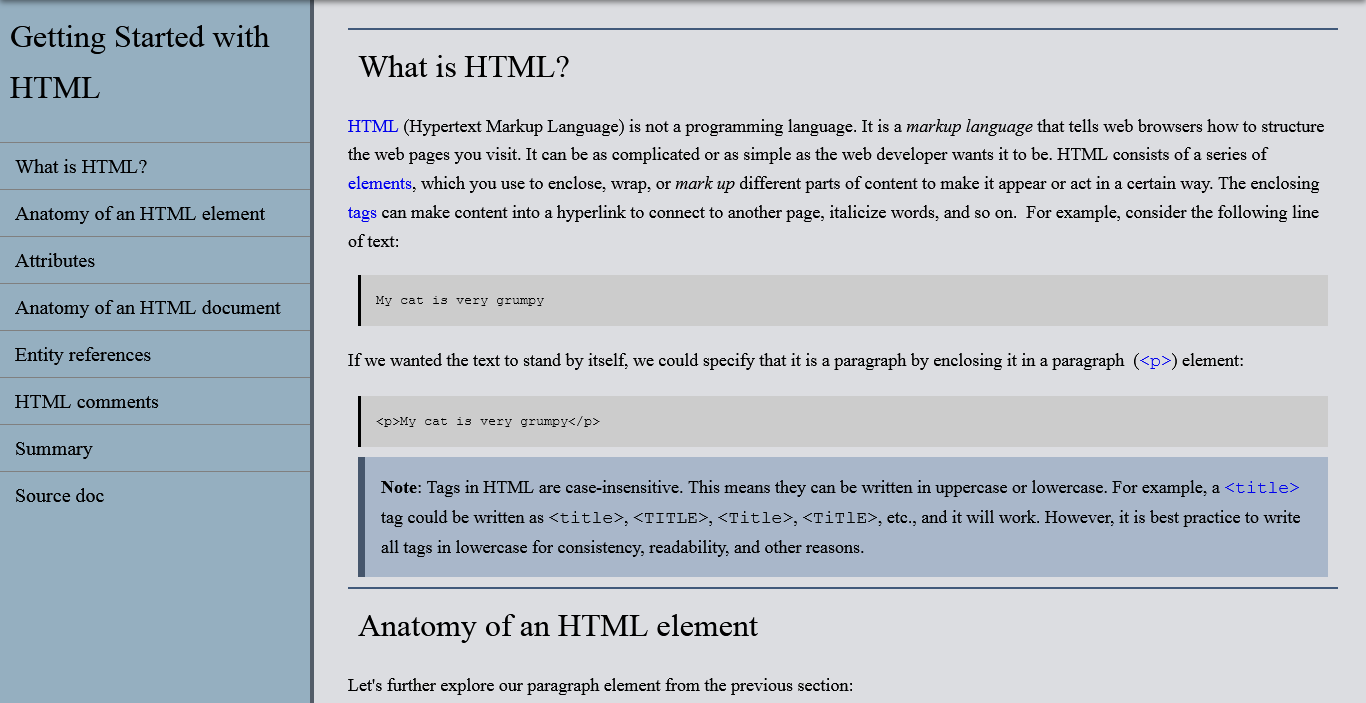 Getting Started with
HTML
What is HTML?
Anatomy of an HTML element
Attributes
Anatomy of an HTML document
Entity references
HTML comments
Summary
Source doc
What is HTML?
HTML (Hypertext Markup Language) is not a programming language. It is a markup language that tells web browsers how to structure
the web pages you visit. It can be as complicated or as simple as the web developer wants it to be. HTML consists of a series of
elements, which you use to enclose, wrap, or mark up different parts of content to make it appear or act in a certain way. The enclosing
tags can make content into a hyperlink to connect to another page, italicize words, and so on.  For example, consider the following line
of text:
My cat is very grumpy
If we wanted the text to stand by itself, we could specify that it is a paragraph by enclosing it in a paragraph  (<p>) element:
<p>My cat is very grumpy</p>
Note: Tags in HTML are case-insensitive. This means they can be written in uppercase or lowercase. For example, a <title>
tag could be written as <title>, <TITLE>, <Title>, <TiTlE>, etc., and it will work. However, it is best practice to write
all tags in lowercase for consistency, readability, and other reasons.
Anatomy of an HTML element
Let's further explore our paragraph element from the previous section: